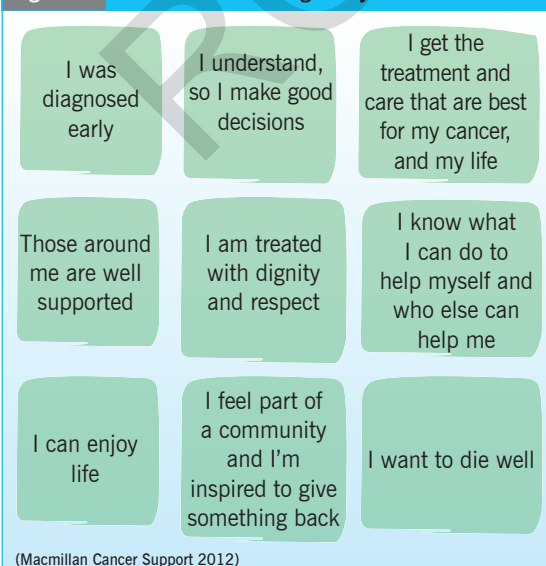 I was
diagnosed
early
I understand,
so I make good
decisions
I get the
treatment and
care that are best
for my cancer,
and my life
Those around
me are well
supported
I am treated
with dignity
and respect
I know what
I can do to
help myself and
who else can
help me
I can enjoy
life
I feel part of
a community
and I’m
inspired to give
something back
I want to die well
(Macmillan Cancer Support 2012)